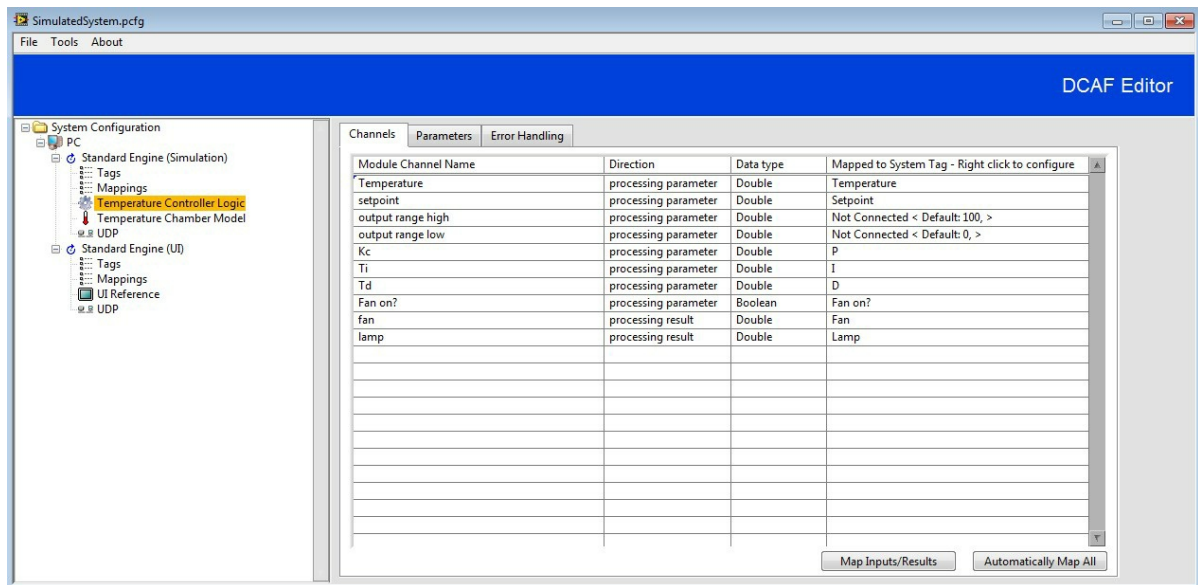 SimulatedSystem.pcfg
File Tools About
DCAF Editor
System Configuration
PC
Standard Engine (Simulation)
Tags
Mappings
Temperature Controller Logic
Temperature Chamber Model
UDP
Standard Engine (UI)
Tags
Mappings
UI Reference
UDP
Channels Parameters Error Handling
Module Channel Name Direction Data type Mapped to System Tag - Right click to configure
Temperature processing parameter Double Temperature
setpoint processing parameter Double Setpoint
output range high processing parameter Double Not Connected < Default: 100, >
output range low processing parameter Double Not Connected < Default: 0, >
Kc processing parameter Double P
Ti processing parameter Double I
Td processing parameter Double D
Fan on? processing parameter Boolean Fan on?
fan processing result Double Fan
lamp processing result Double Lamp
Map Inputs/Results Automatically Map All